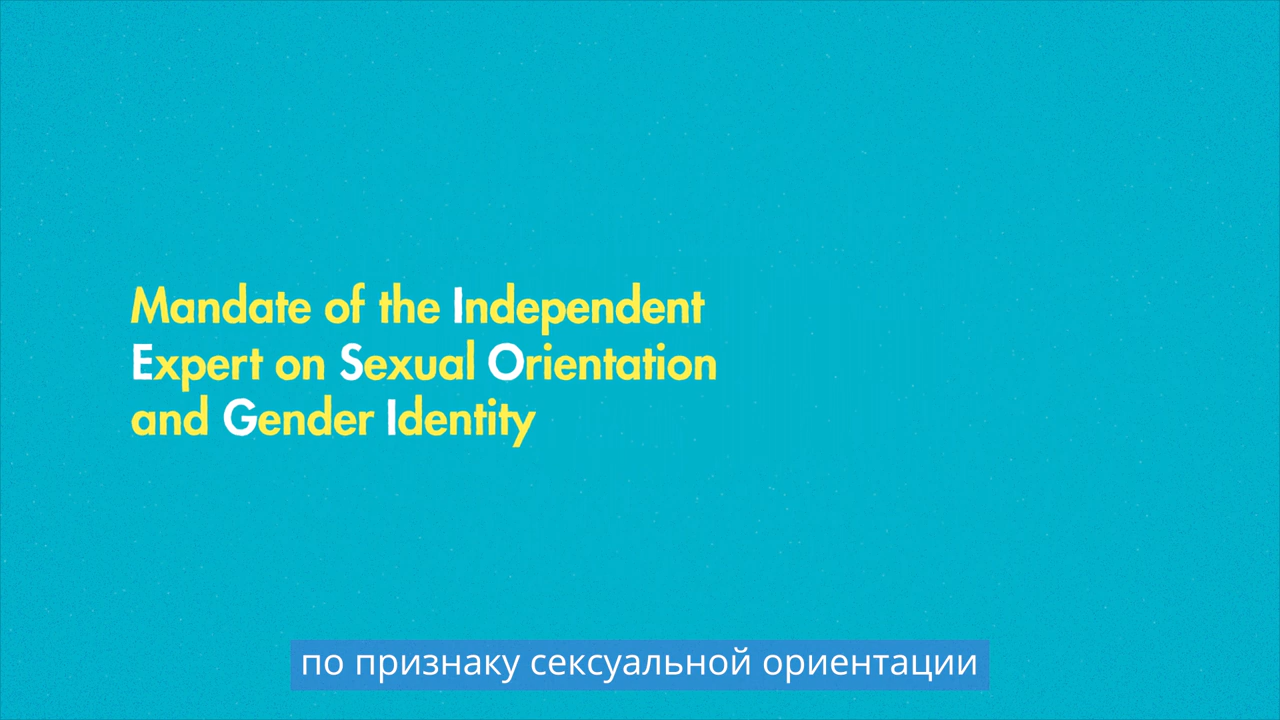 Mandate of the Independent
Expert on Sexual Orientation
and Gender Identity
по признаку сексуальной ориентации